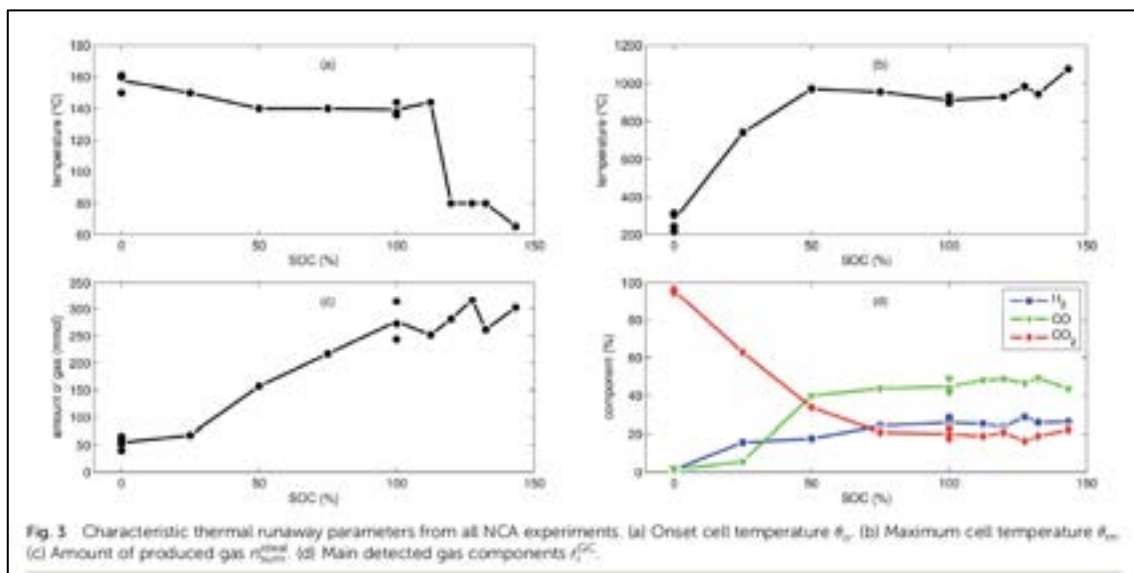 180
160
140
120
100
80
60
temperature (°C)
(a)
0 50 100 150
SOC (%)
1200
1000
800
600
400
200
temperature (°C)
(b)
0 50 100 150
SOC (%)
350
300
250
200
150
100
50
0
amount of gas (mmol)
(c)
0 50 100 150
SOC (%)
100
80
60
40
20
0
component (%)
(d)
H₂
CO
CO₂
0 50 100 150
SOC (%)
Fig. 3 Characteristic thermal runaway parameters from all NCA experiments. (a) Onset cell temperature θ. (b) Maximum cell temperature θₘ.
(c) Amount of produced gas n. (d) Main detected gas components